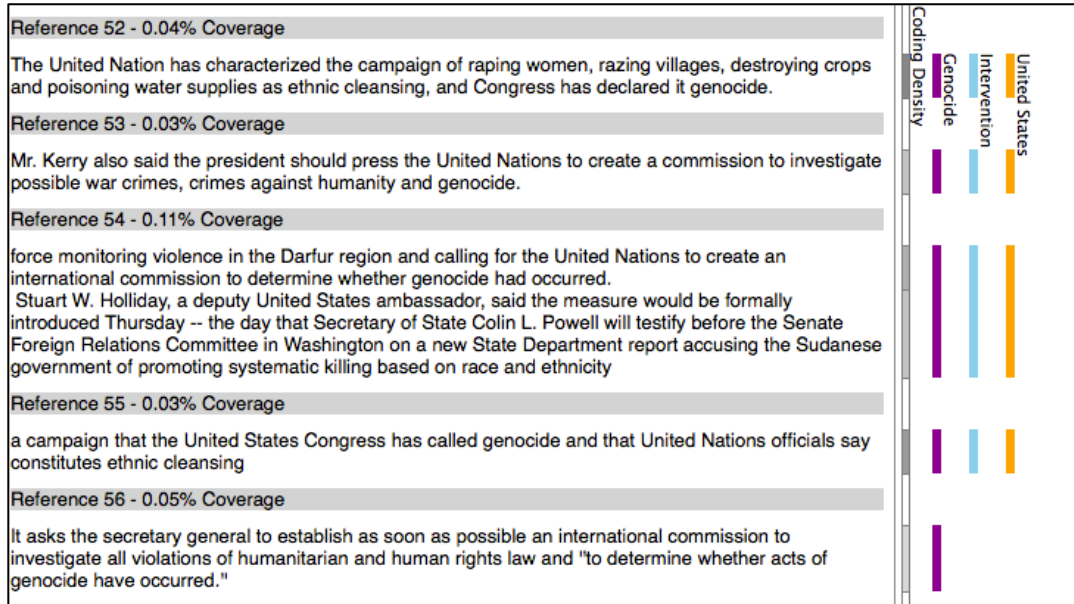 Reference 52 - 0.04% Coverage
The United Nation has characterized the campaign of raping women, razing villages, destroying crops
and poisoning water supplies as ethnic cleansing, and Congress has declared it genocide.
Reference 53 - 0.03% Coverage
Mr. Kerry also said the president should press the United Nations to create a commission to investigate
possible war crimes, crimes against humanity and genocide.
Reference 54 - 0.11% Coverage
force monitoring violence in the Darfur region and calling for the United Nations to create an
international commission to determine whether genocide had occurred.
Stuart W. Holliday, a deputy United States ambassador, said the measure would be formally
introduced Thursday -- the day that Secretary of State Colin L. Powell will testify before the Senate
Foreign Relations Committee in Washington on a new State Department report accusing the Sudanese
government of promoting systematic killing based on race and ethnicity
Reference 55 - 0.03% Coverage
a campaign that the United States Congress has called genocide and that United Nations officials say
constitutes ethnic cleansing
Reference 56 - 0.05% Coverage
It asks the secretary general to establish as soon as possible an international commission to
investigate all violations of humanitarian and human rights law and "to determine whether acts of
genocide have occurred."
Coding Density
Genocide
Intervention
United States